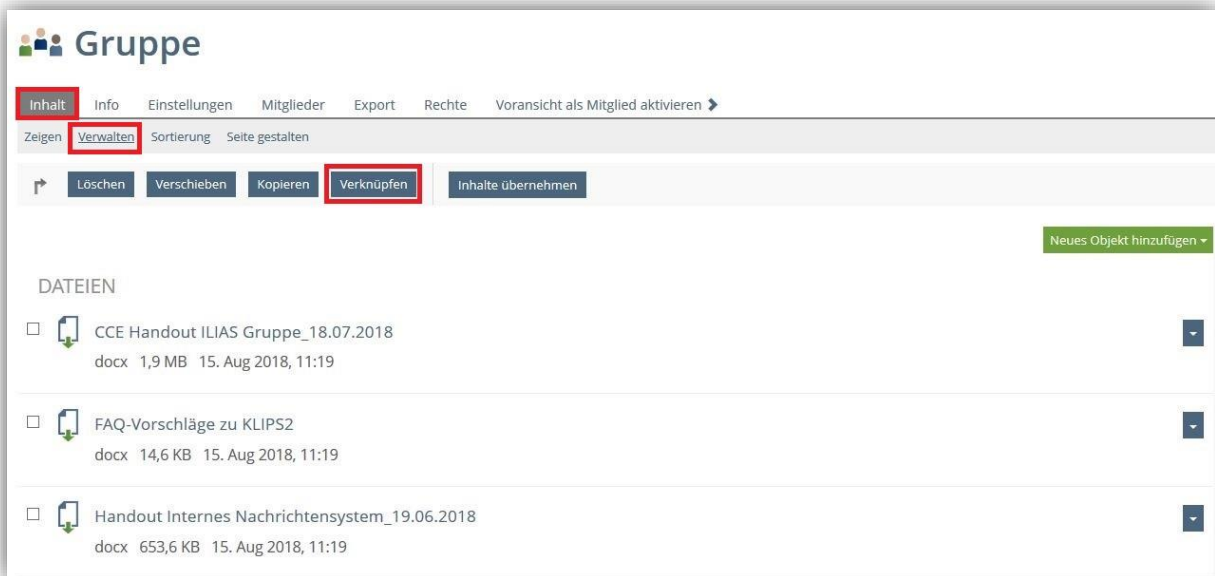 Gruppe
Inhalt Info Einstellungen Mitglieder Export Rechte Voransicht als Mitglied aktivieren
Zeigen Verwalten Sortierung Seite gestalten
Löschen Verschieben Kopieren Verknüpfen Inhalte übernehmen
Neues Objekt hinzufügen
DATEIEN
CCE Handout ILIAS Gruppe_18.07.2018
docx 1,9 MB 15. Aug 2018, 11:19
FAQ-Vorschläge zu KLIPS2
docx 14,6 KB 15. Aug 2018, 11:19
Handout Internes Nachrichtensystem_19.06.2018
docx 653,6 KB 15. Aug 2018, 11:19